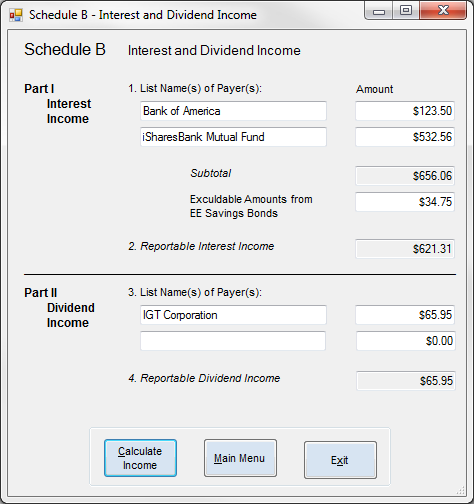 Schedule B - Interest and Dividend Income
Schedule B Interest and Dividend Income
Part I 1. List Name(s) of Payer(s): Amount
Interest Bank of America $123.50
Income iSharesBank Mutual Fund $532.56
Subtotal $656.06
Exculdable Amounts from $34.75
EE Savings Bonds
2. Reportable Interest Income $621.31
Part II 3. List Name(s) of Payer(s):
Dividend IGT Corporation $65.95
Income $0.00
4. Reportable Dividend Income $65.95
Calculate Main Menu Exit
Income